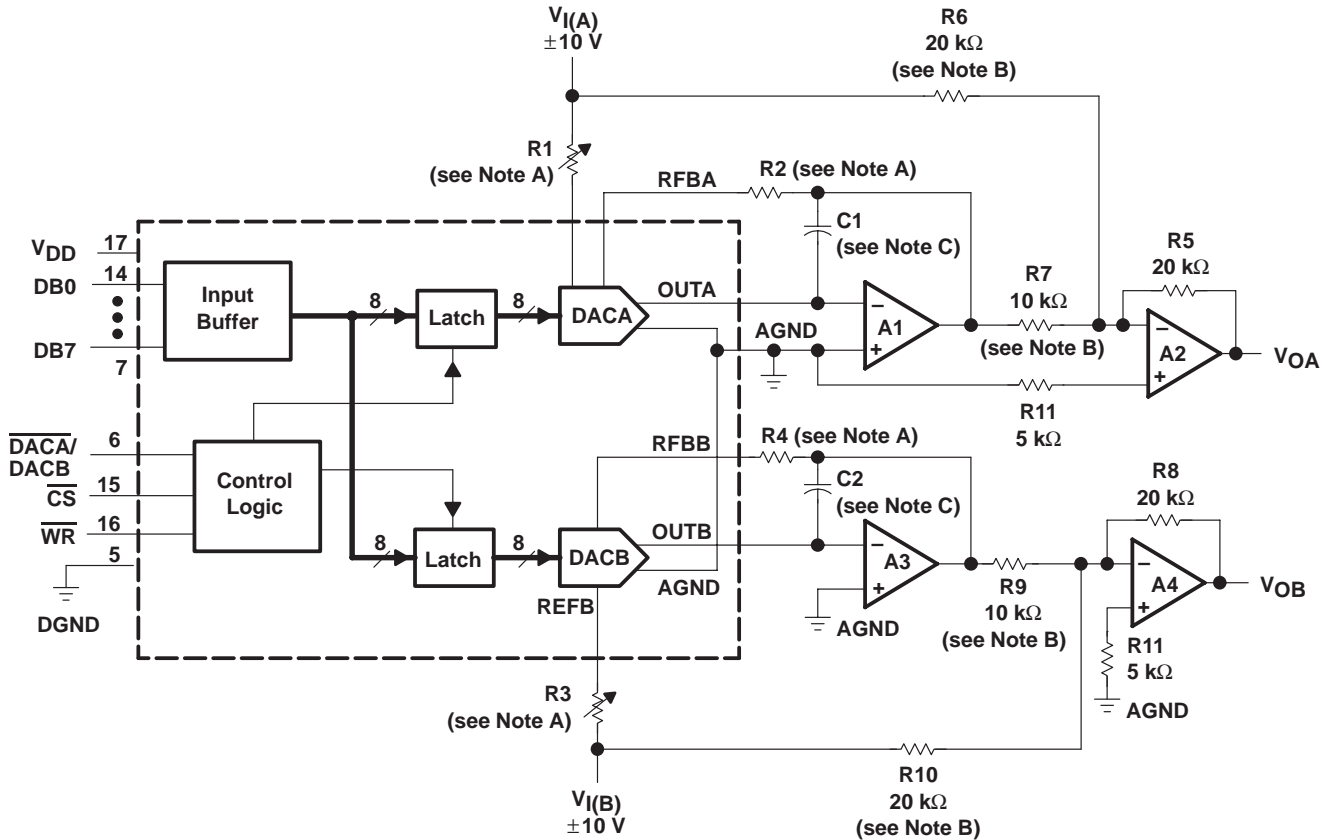 V_I(A)
±10 V
R6
20 kΩ
(see Note B)
R1
(see Note A)
RFBA
R2 (see Note A)
C1
(see Note C)
R5
20 kΩ
V_DD
17
DB0
14
DB7
7
Input
Buffer
8
Latch
8
DACA
OUTA
AGND
A1
R7
10 kΩ
(see Note B)
A2
V_OA
R11
5 kΩ
D̅A̅C̅A̅/
DACB
6
C̅S̅
15
W̅R̅
16
5
DGND
Control
Logic
RFBB
R4 (see Note A)
C2
(see Note C)
R8
20 kΩ
8
Latch
8
DACB
OUTB
AGND
REFB
A3
AGND
R9
10 kΩ
(see Note B)
A4
V_OB
R11
5 kΩ
AGND
R3
(see Note A)
R10
20 kΩ
(see Note B)
V_I(B)
±10 V